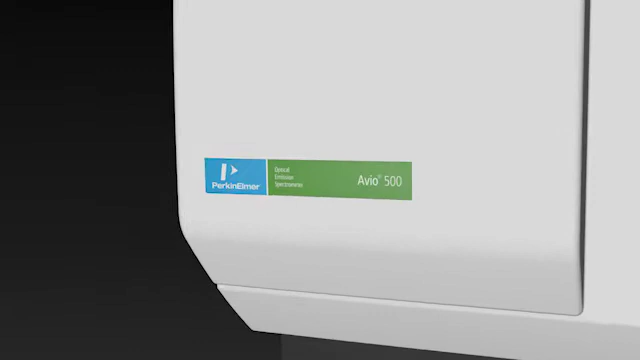 PerkinElmer
Optical
Emission
Spectrometer
Avio® 500